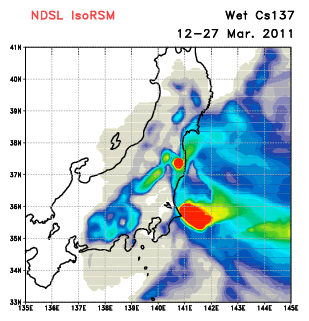 NDSL IsoRSM Wet Cs137
12-27 Mar. 2011
41N
40N
39N
38N
37N
36N
35N
34N
33N
135E 136E 137E 138E 139E 140E 141E 142E 143E 144E 145E